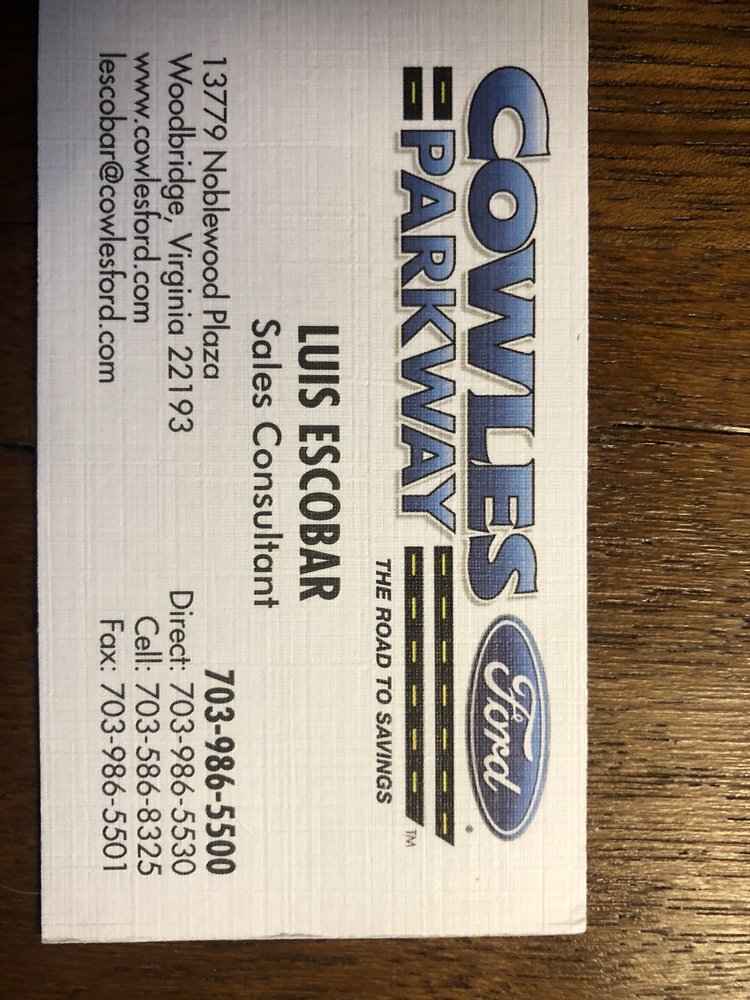 COWLES Ford ®
PARKWAY ™
THE ROAD TO SAVINGS
LUIS ESCOBAR
Sales Consultant
13779 Noblewood Plaza
Woodbridge, Virginia 22193
www.cowlesford.com
lescobar@cowlesford.com
703-986-5500
Direct: 703-986-5530
Cell: 703-586-8325
Fax: 703-986-5501